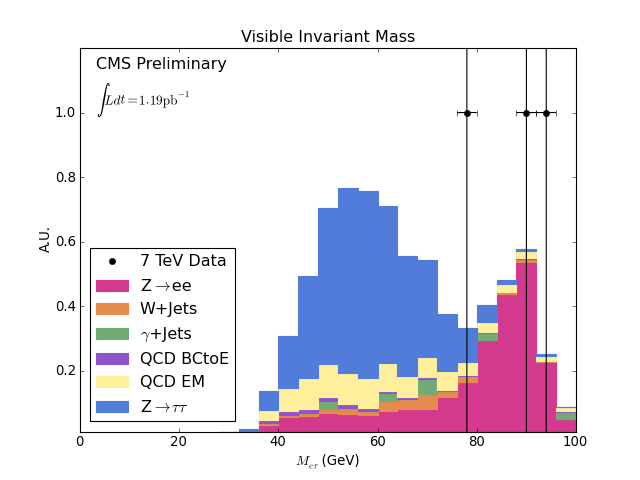 Visible Invariant Mass
CMS Preliminary
∫Ldt=1.19pb⁻¹
1.0
0.8
0.6
0.4
0.2
A.U.
7 TeV Data
Z→ee
W+Jets
γ+Jets
QCD BCtoE
QCD EM
Z→ττ
0 20 40 60 80 100
M_eτ (GeV)